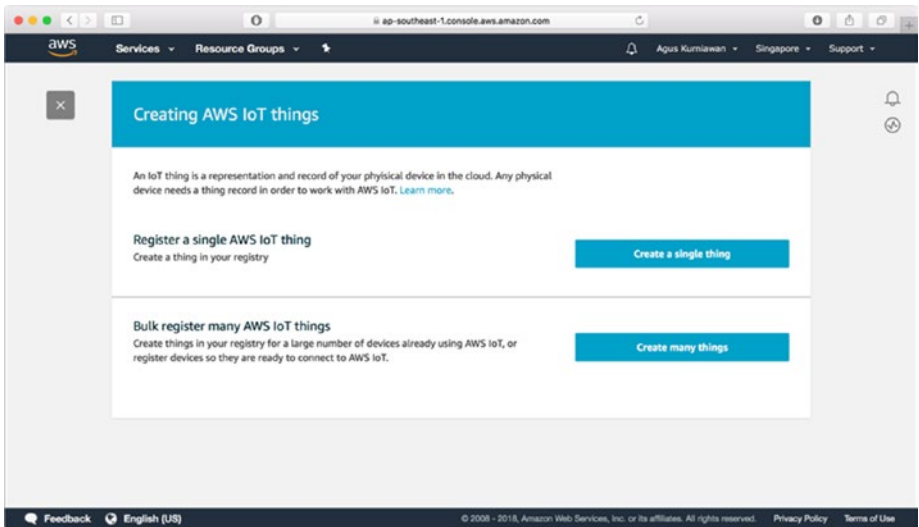 ap-southeast-1.console.aws.amazon.com
aws Services Resource Groups Agus Kurniawan Singapore Support
Creating AWS IoT things
An IoT thing is a representation and record of your phyisical device in the cloud. Any physical
device needs a thing record in order to work with AWS IoT. Learn more.
Register a single AWS IoT thing
Create a thing in your registry
Create a single thing
Bulk register many AWS IoT things
Create things in your registry for a large number of devices already using AWS IoT, or
register devices so they are ready to connect to AWS IoT.
Create many things
Feedback English (US) © 2008 - 2018, Amazon Web Services, Inc. or its affiliates. All rights reserved. Privacy Policy Terms of Use